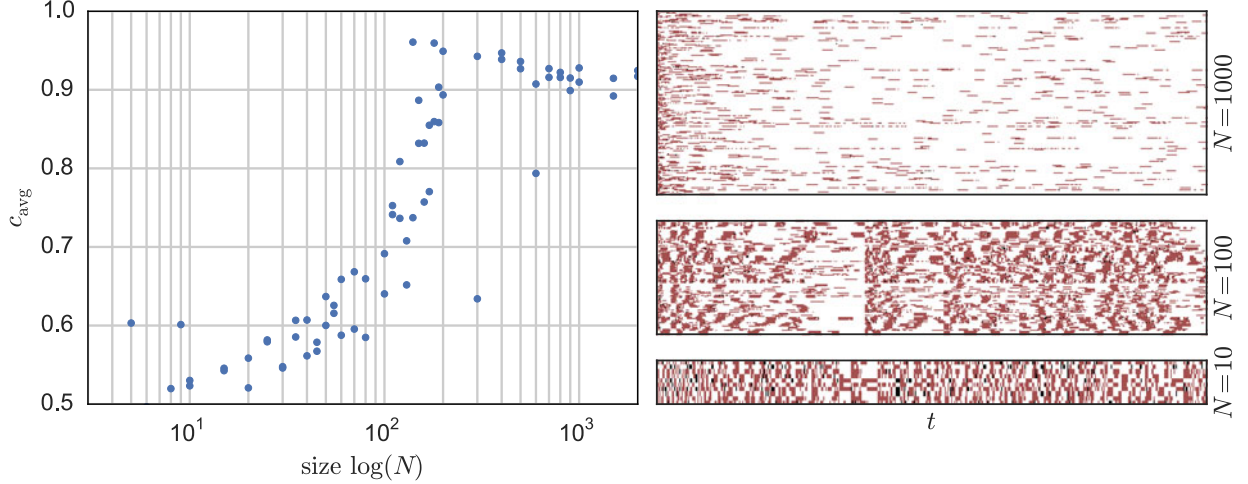 1.0
0.9
0.8
0.7
0.6
0.5
c_avg
10^1
10^2
10^3
size log(N)
N = 1000
N = 100
N = 10
t